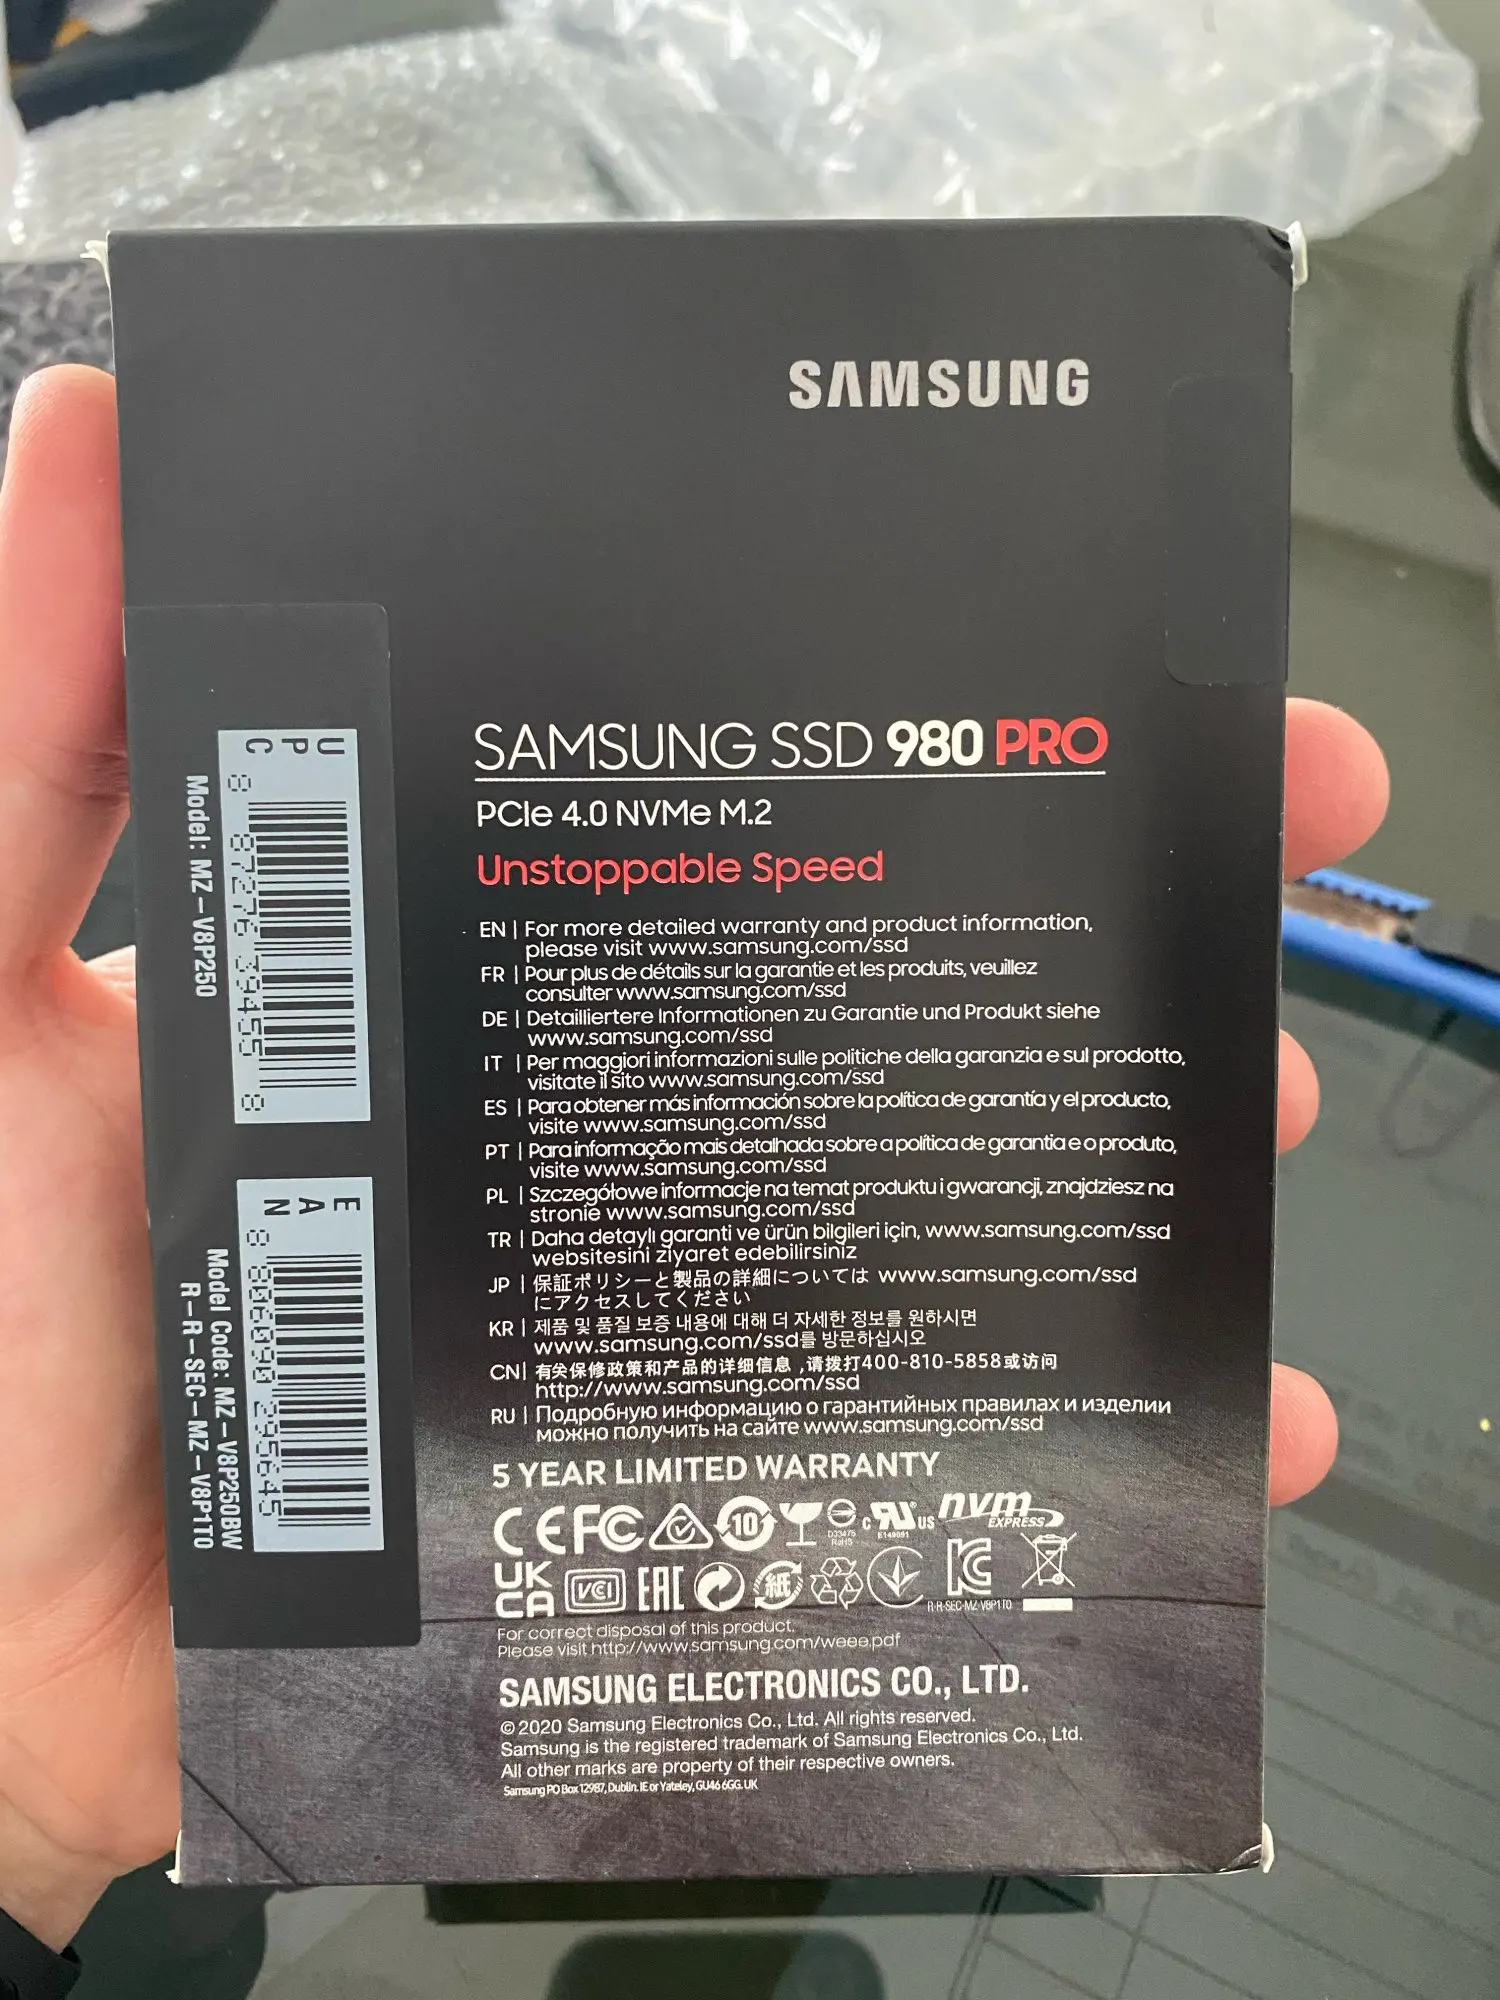 SAMSUNG
SAMSUNG SSD 980 PRO
PCIe 4.0 NVMe M.2
Unstoppable Speed
EN | For more detailed warranty and product information,
please visit www.samsung.com/ssd
FR | Pour plus de détails sur la garantie et les produits, veuillez
consulter www.samsung.com/ssd
DE | Detailliertere Informationen zu Garantie und Produkt siehe
www.samsung.com/ssd
IT | Per maggiori informazioni sulle politiche della garanzia e sul prodotto,
visitate il sito www.samsung.com/ssd
ES | Para obtener más información sobre la política de garantía y el producto,
visite www.samsung.com/ssd
PT | Para informação mais detalhada sobre a política de garantia e o produto,
visite www.samsung.com/ssd
PL | Szczegółowe informacje na temat produktu i gwarancji, znajdziesz na
stronie www.samsung.com/ssd
TR | Daha detaylı garanti ve ürün bilgileri için, www.samsung.com/ssd
websitesini ziyaret edebilirsiniz
JP | 保証ポリシーと製品の詳細については www.samsung.com/ssd
にアクセスしてください
KR | 제품 및 품질 보증 내용에 대해 더 자세한 정보를 원하시면
www.samsung.com/ssd를 방문하십시오
CN | 有关保修政策和产品的详细信息,请拨打400-810-5858或访问
http://www.samsung.com/ssd
RU | Подробную информацию о гарантийных правилах и изделии
можно получить на сайте www.samsung.com/ssd
5 YEAR LIMITED WARRANTY
CE FC 10 D33475 RoHS c UR US E149091 nvm EXPRESS
UK CA VCI EAC 紙 KC R-R-SEC-MZ-V8P1T0
For correct disposal of this product.
Please visit http://www.samsung.com/weee.pdf
SAMSUNG ELECTRONICS CO., LTD.
© 2020 Samsung Electronics Co., Ltd. All rights reserved.
Samsung is the registered trademark of Samsung Electronics Co., Ltd.
All other marks are property of their respective owners.
Samsung PO Box 12987, Dublin. IE or Yateley, GU46 6GG. UK
UPC
8 87276 39455 8
Model: MZ-V8P250
EAN
8 806090 295645
Model Code: MZ-V8P250BW
R-R-SEC-MZ-V8P1T0